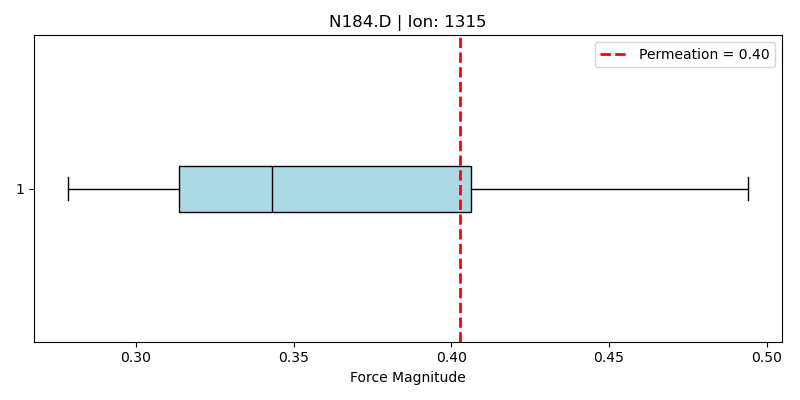 N184.D | Ion: 1315
Permeation = 0.40
1
0.30 0.35 0.40 0.45 0.50
Force Magnitude